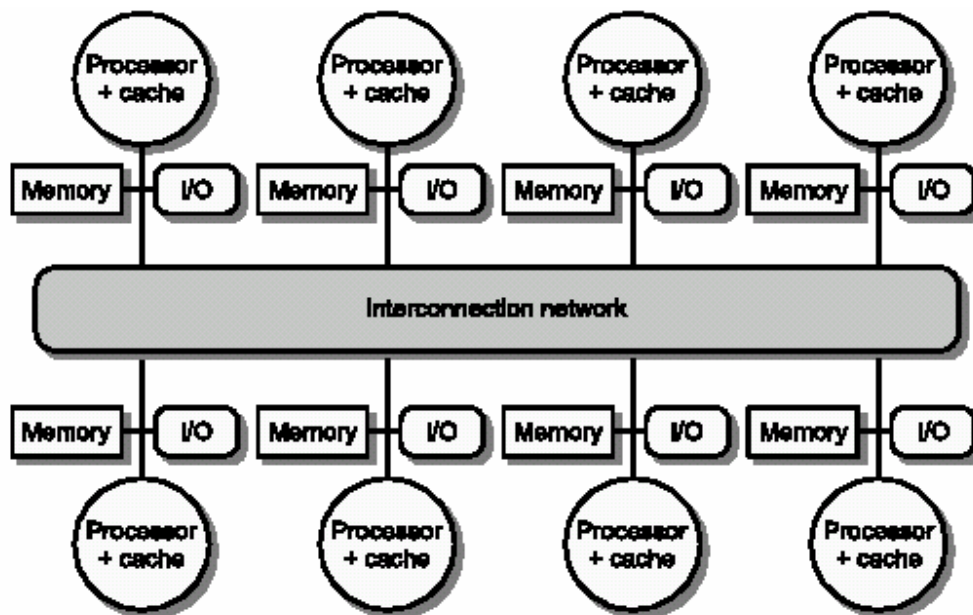 Processor
+ cache
Processor
+ cache
Processor
+ cache
Processor
+ cache
Memory
I/O
Memory
I/O
Memory
I/O
Memory
I/O
Interconnection network
Memory
I/O
Memory
I/O
Memory
I/O
Memory
I/O
Processor
+ cache
Processor
+ cache
Processor
+ cache
Processor
+ cache